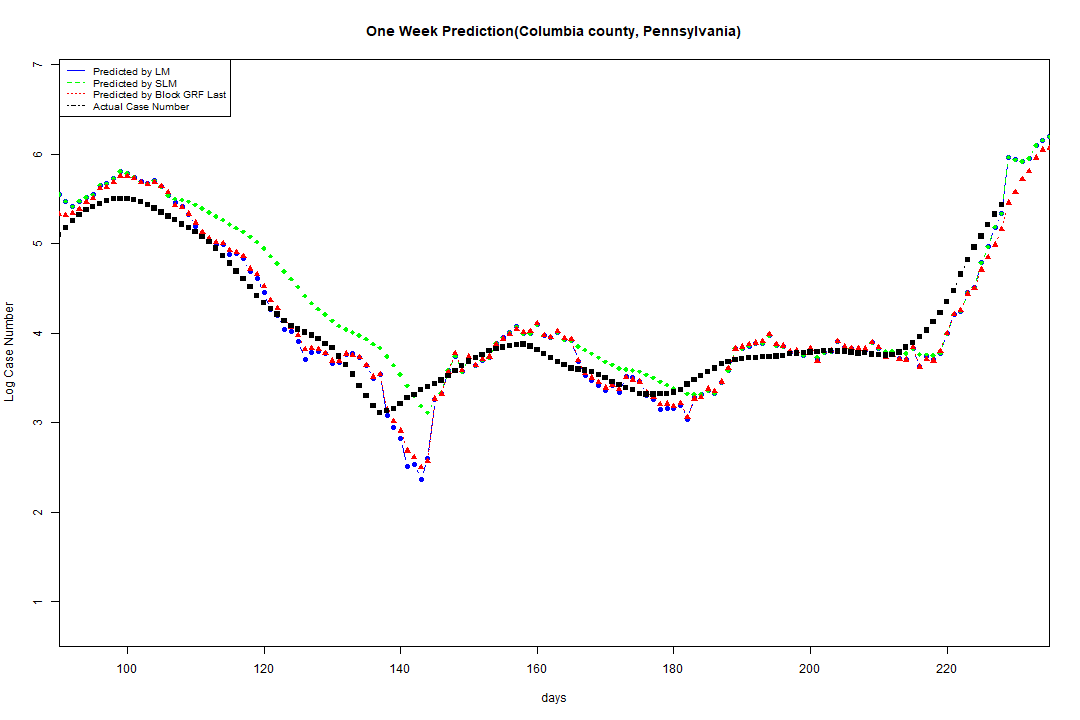 One Week Prediction(Columbia county, Pennsylvania)
Predicted by LM
Predicted by SLM
Predicted by Block GRF Last
Actual Case Number
7
6
5
4
3
2
1
Log Case Number
100 120 140 160 180 200 220
days